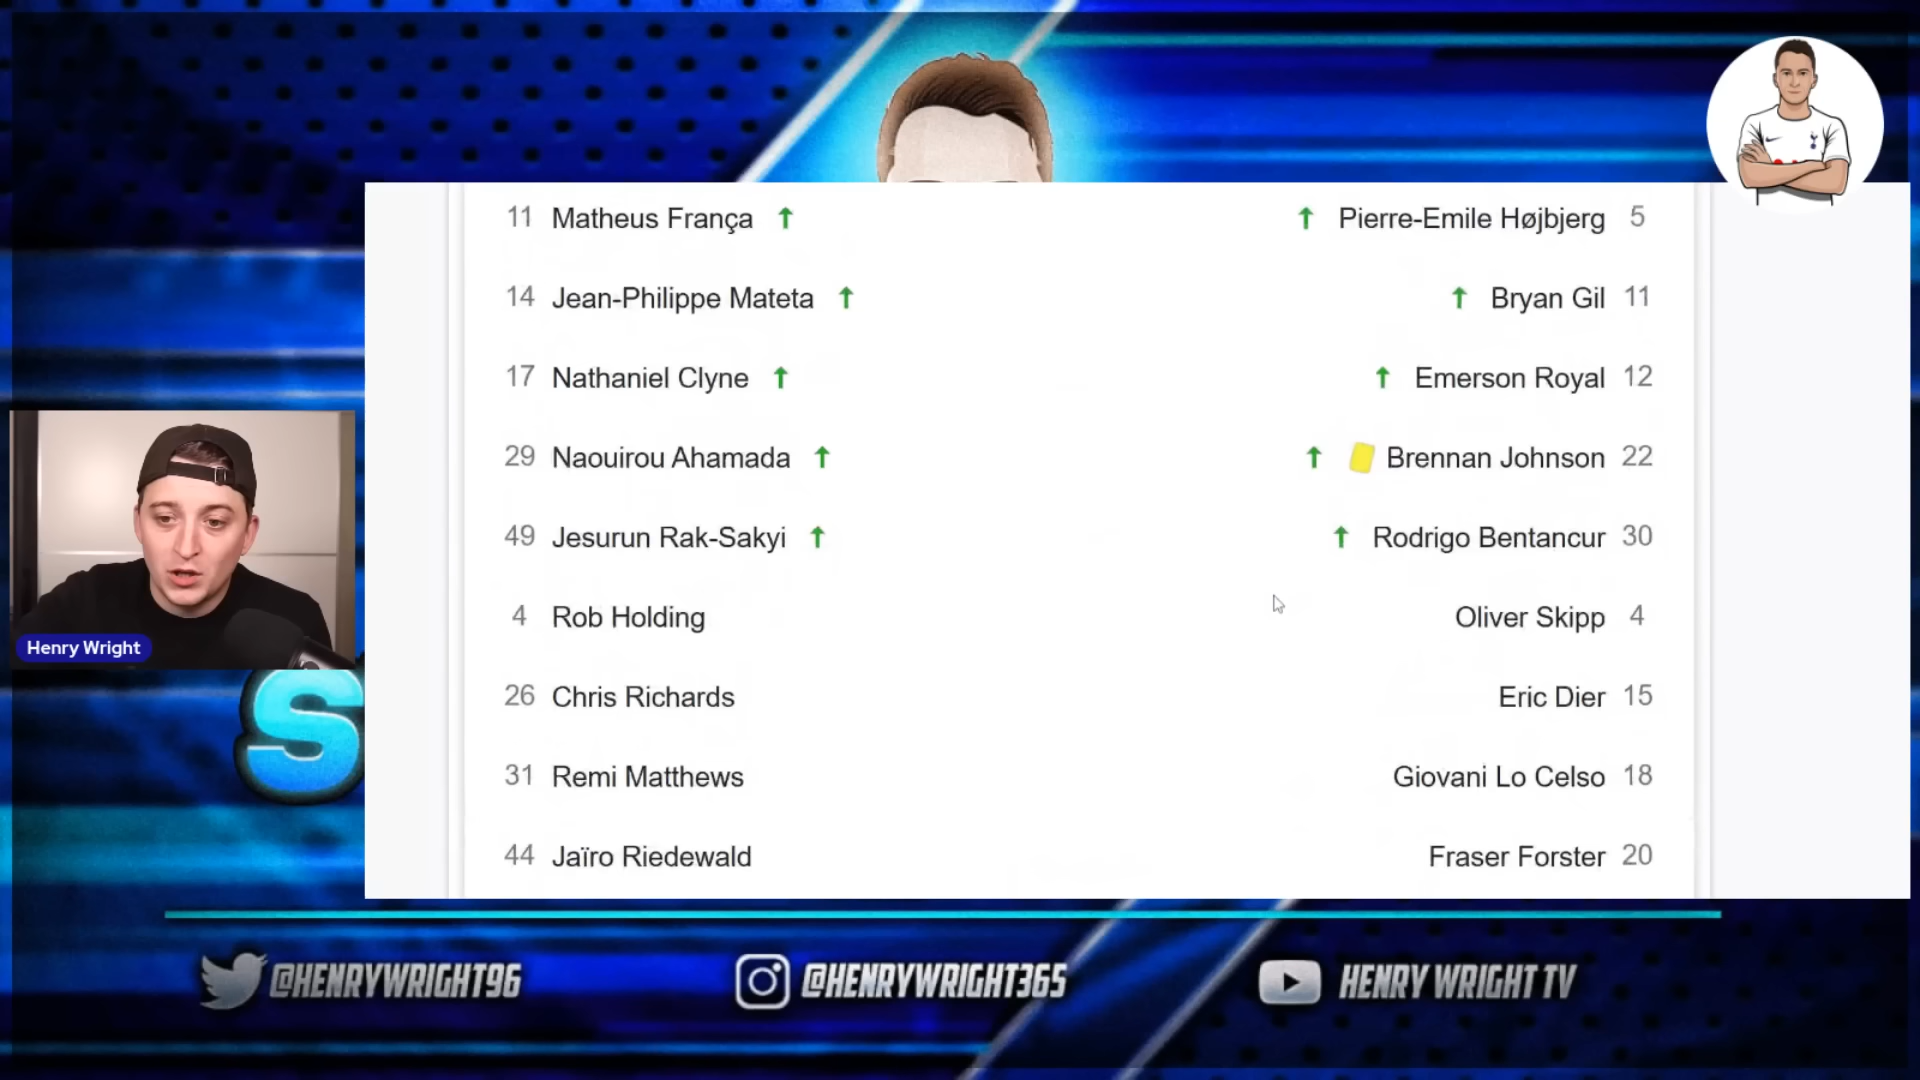 11 Matheus França Pierre-Emile Højbjerg 5
14 Jean-Philippe Mateta Bryan Gil 11
17 Nathaniel Clyne Emerson Royal 12
29 Naouirou Ahamada Brennan Johnson 22
49 Jesurun Rak-Sakyi Rodrigo Bentancur 30
4 Rob Holding Oliver Skipp 4
26 Chris Richards Eric Dier 15
31 Remi Matthews Giovani Lo Celso 18
44 Jaïro Riedewald Fraser Forster 20
Henry Wright
S
@HENRYWRIGHT96 @HENRYWRIGHT365 HENRY WRIGHT TV